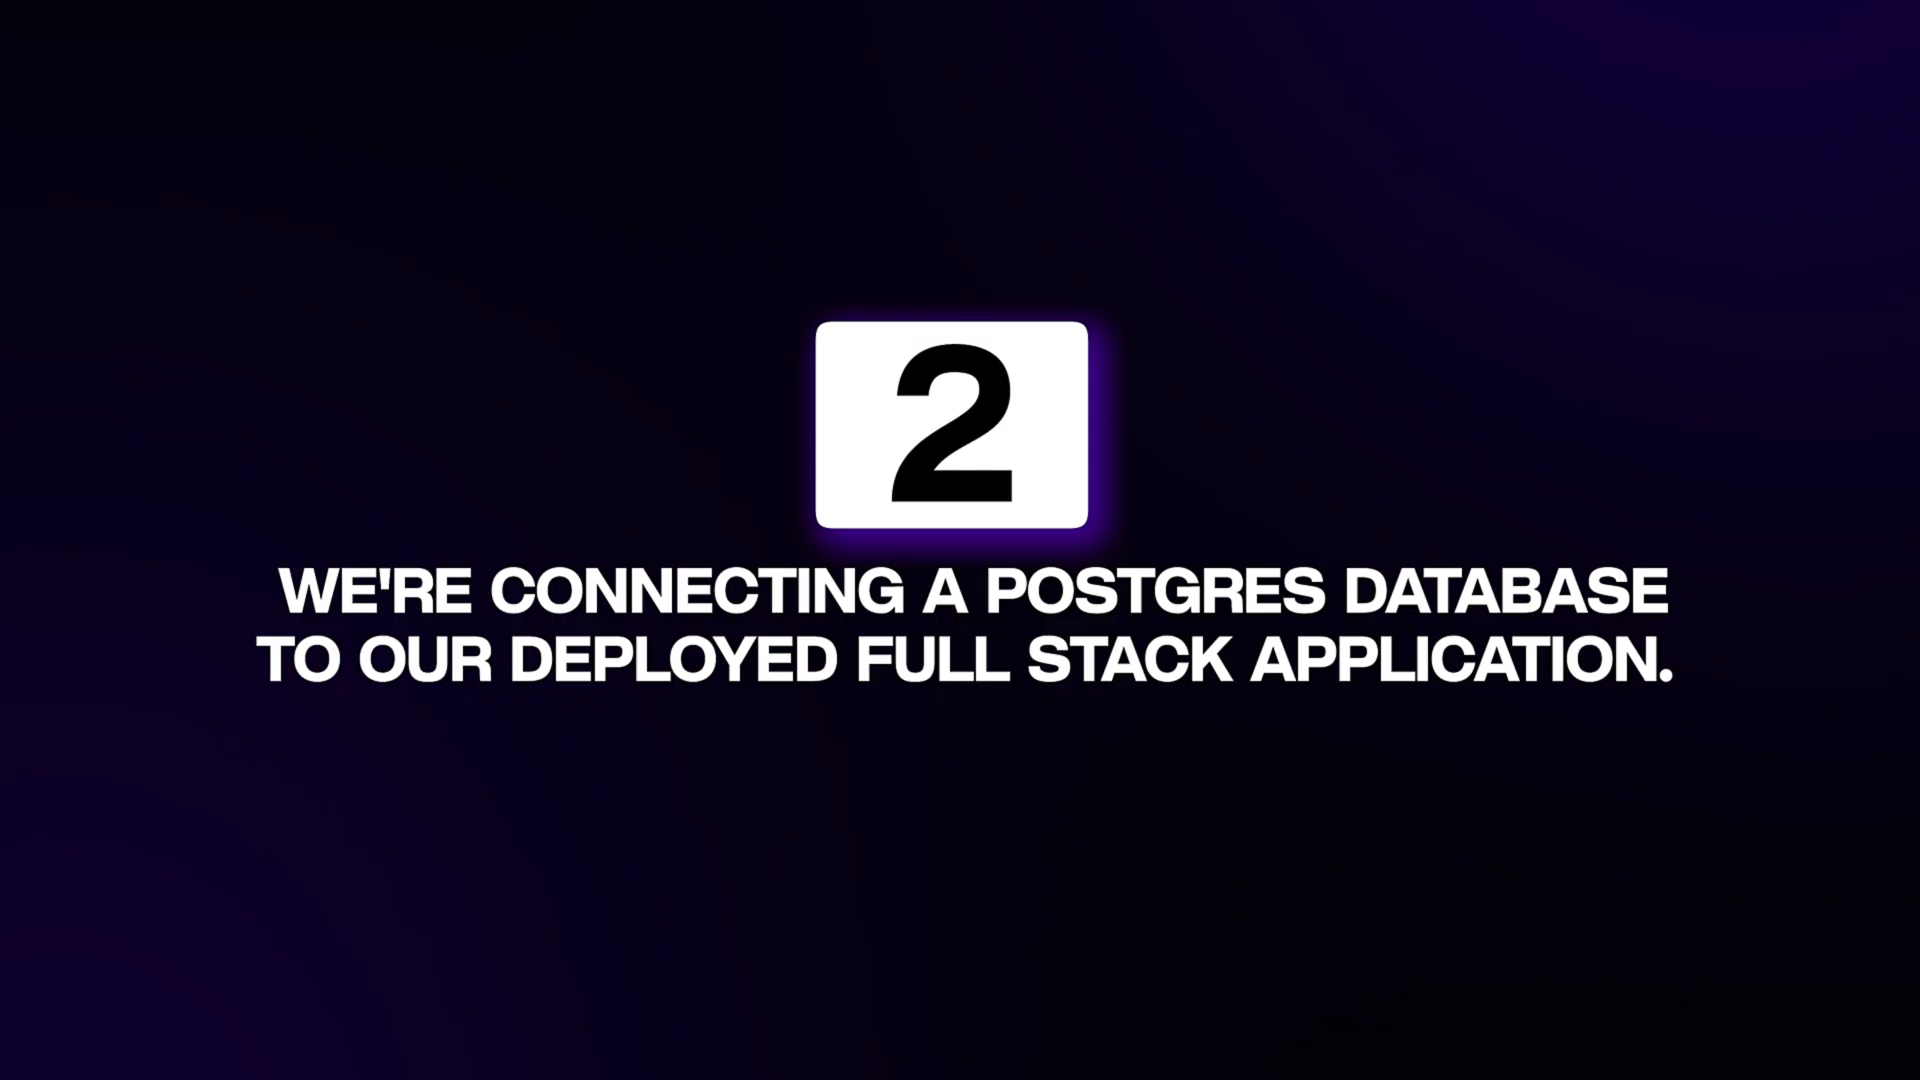 2
WE'RE CONNECTING A POSTGRES DATABASE
TO OUR DEPLOYED FULL STACK APPLICATION.